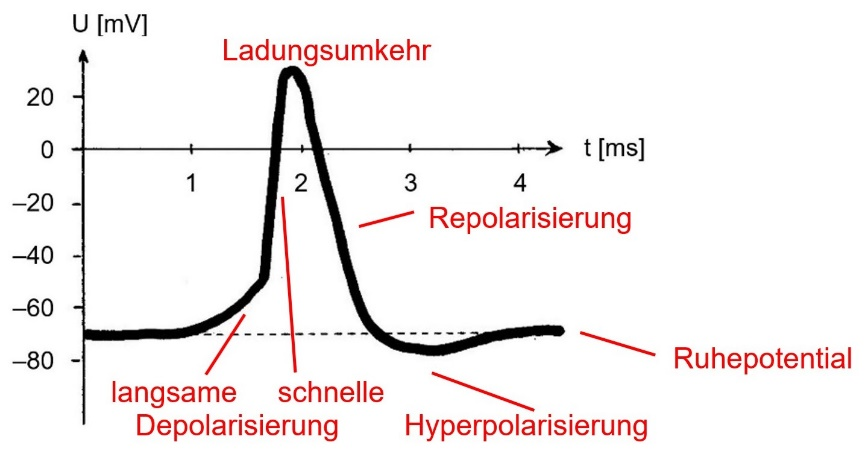 U [mV]
Ladungsumkehr
20
0
t [ms]
1 2 3 4
–20
Repolarisierung
–40
–60
–80
Ruhepotential
langsame schnelle
Depolarisierung
Hyperpolarisierung